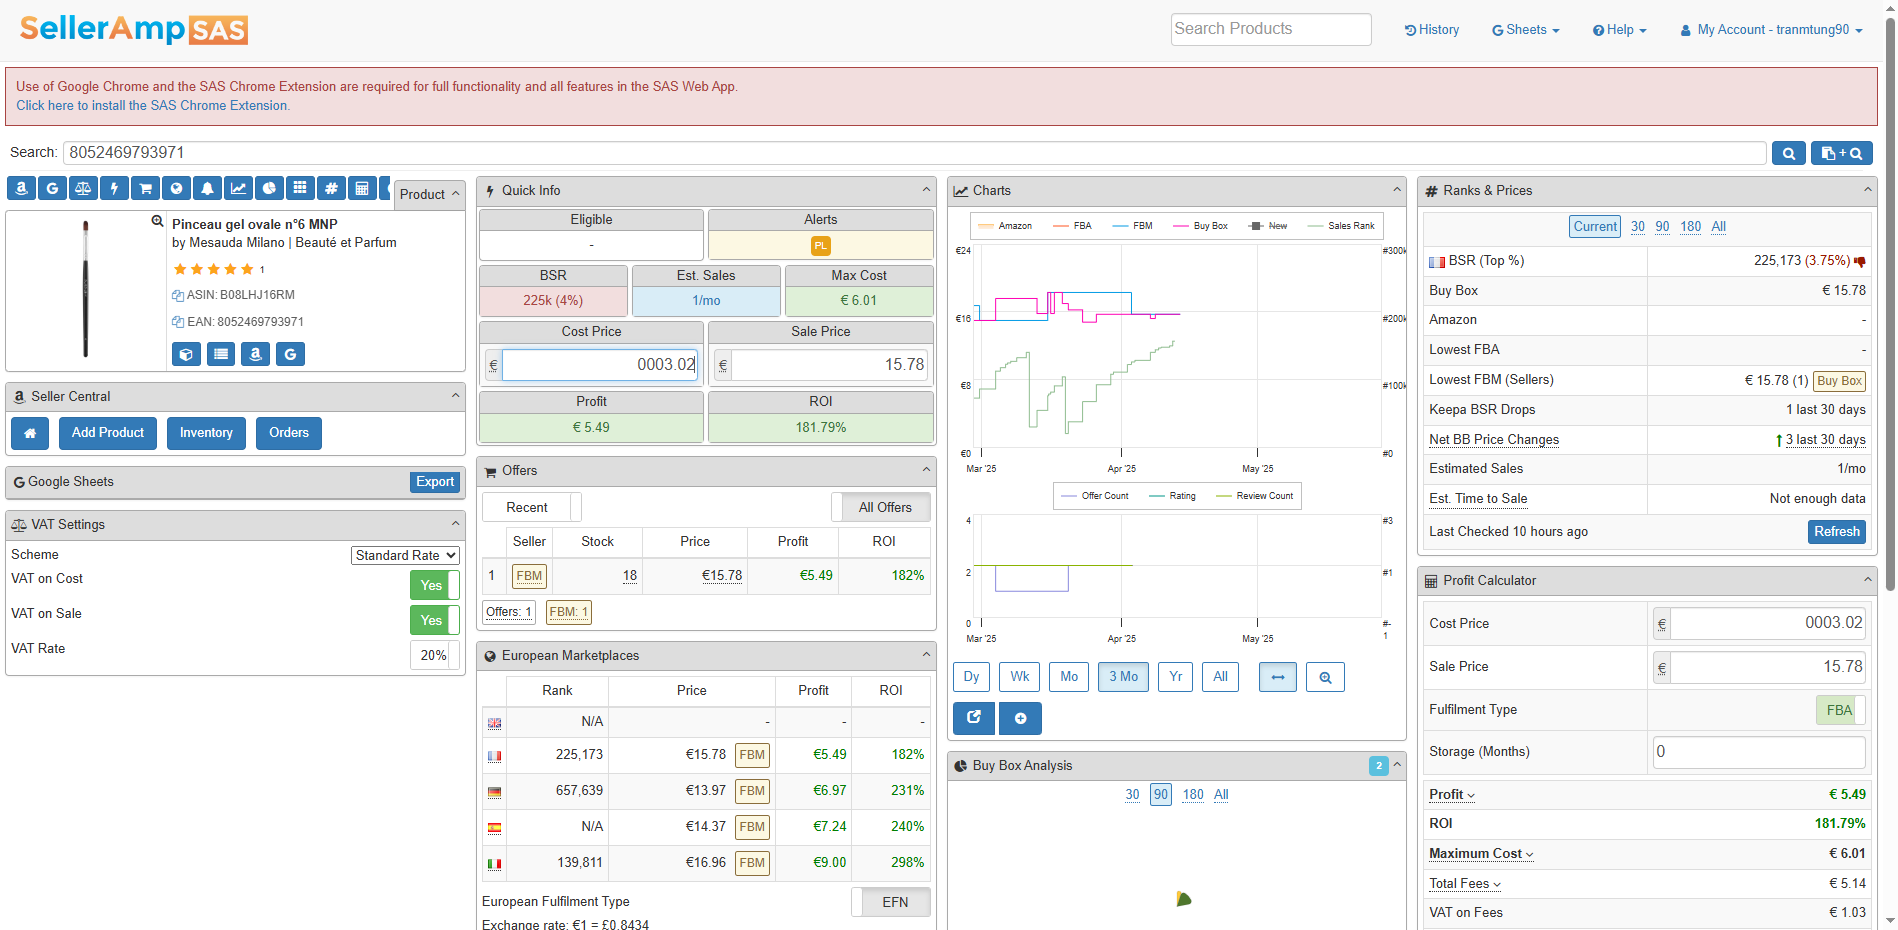 SellerAmp SAS
Search Products
History
Sheets
Help
My Account - tranmtung90
Use of Google Chrome and the SAS Chrome Extension are required for full functionality and all features in the SAS Web App.
Click here to install the SAS Chrome Extension.
Search: 8052469793971
Product
Pinceau gel ovale n°6 MNP
by Mesauda Milano | Beauté et Parfum
1
ASIN: B08LHJ16RM
EAN: 8052469793971
Seller Central
Add Product
Inventory
Orders
Google Sheets
Export
VAT Settings
Scheme Standard Rate
VAT on Cost Yes
VAT on Sale Yes
VAT Rate 20%
Quick Info
Eligible Alerts
- PL
BSR Est. Sales Max Cost
225k (4%) 1/mo € 6.01
Cost Price Sale Price
€ 0003.02 € 15.78
Profit ROI
€ 5.49 181.79%
Offers
Recent All Offers
Seller Stock Price Profit ROI
1 FBM 18 €15.78 €5.49 182%
Offers: 1 FBM: 1
European Marketplaces
Rank Price Profit ROI
N/A - - -
225,173 €15.78 FBM €5.49 182%
657,639 €13.97 FBM €6.97 231%
N/A €14.37 FBM €7.24 240%
139,811 €16.96 FBM €9.00 298%
European Fulfilment Type EFN
Exchange rate: €1 = £0.8434
Charts
Amazon FBA FBM Buy Box New Sales Rank
€24 #300k
€16 #200k
€8 #100k
€0 #0
Mar '25 Apr '25 May '25
Offer Count Rating Review Count
4 #3
2 #1
0 #-1
Mar '25 Apr '25 May '25
Dy Wk Mo 3 Mo Yr All
Buy Box Analysis 2
30 90 180 All
Ranks & Prices
Current 30 90 180 All
BSR (Top %) 225,173 (3.75%)
Buy Box € 15.78
Amazon -
Lowest FBA -
Lowest FBM (Sellers) € 15.78 (1) Buy Box
Keepa BSR Drops 1 last 30 days
Net BB Price Changes 3 last 30 days
Estimated Sales 1/mo
Est. Time to Sale Not enough data
Last Checked 10 hours ago Refresh
Profit Calculator
Cost Price € 0003.02
Sale Price € 15.78
Fulfilment Type FBA
Storage (Months) 0
Profit € 5.49
ROI 181.79%
Maximum Cost € 6.01
Total Fees € 5.14
VAT on Fees € 1.03